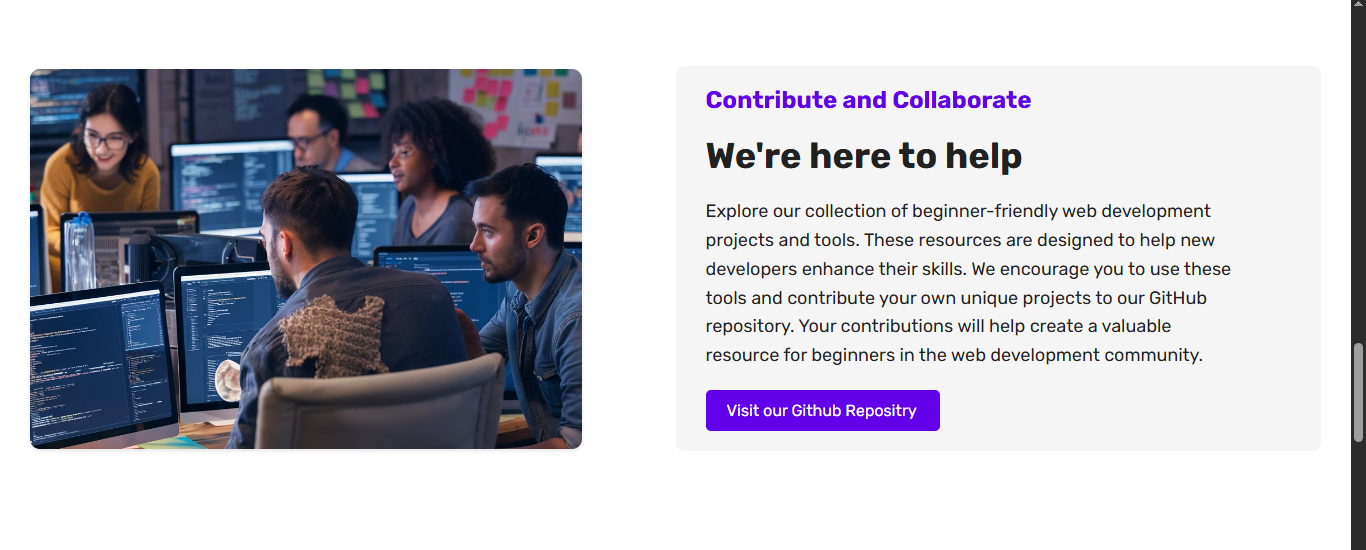 Contribute and Collaborate
We're here to help
Explore our collection of beginner-friendly web development
projects and tools. These resources are designed to help new
developers enhance their skills. We encourage you to use these
tools and contribute your own unique projects to our GitHub
repository. Your contributions will help create a valuable
resource for beginners in the web development community.
Visit our Github Repositry